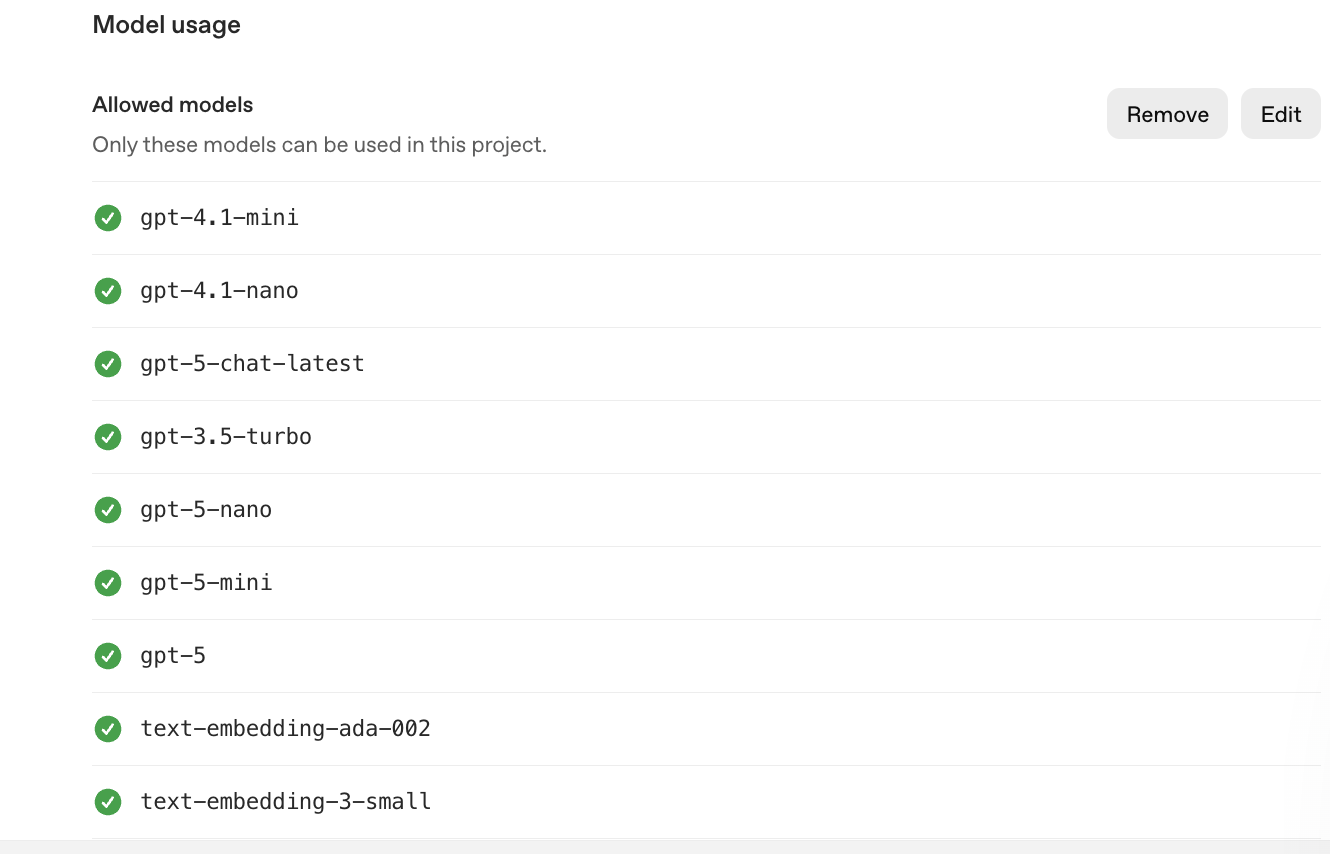 Model usage
Allowed models
Remove
Edit
Only these models can be used in this project.
gpt-4.1-mini
gpt-4.1-nano
gpt-5-chat-latest
gpt-3.5-turbo
gpt-5-nano
gpt-5-mini
gpt-5
text-embedding-ada-002
text-embedding-3-small